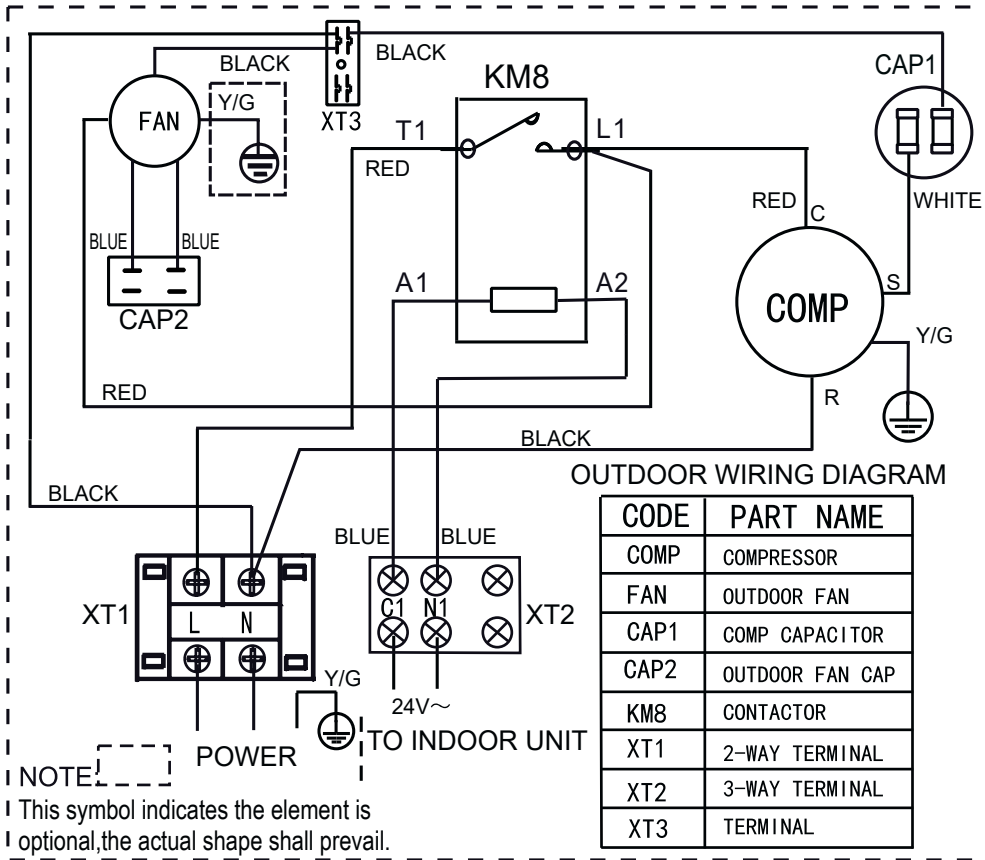 BLACK
BLACK
KM8
CAP1
Y/G
FAN
XT3
T1
L1
RED
RED
C
WHITE
BLUE
BLUE
CAP2
A1
A2
COMP
S
Y/G
RED
R
BLACK
BLACK
OUTDOOR WIRING DIAGRAM
CODE PART NAME
COMP COMPRESSOR
FAN OUTDOOR FAN
CAP1 COMP CAPACITOR
CAP2 OUTDOOR FAN CAP
KM8 CONTACTOR
XT1 2-WAY TERMINAL
XT2 3-WAY TERMINAL
XT3 TERMINAL
BLUE
BLUE
XT1
L N
C1 N1
XT2
Y/G
24V～
POWER
TO INDOOR UNIT
NOTE:
This symbol indicates the element is
optional,the actual shape shall prevail.